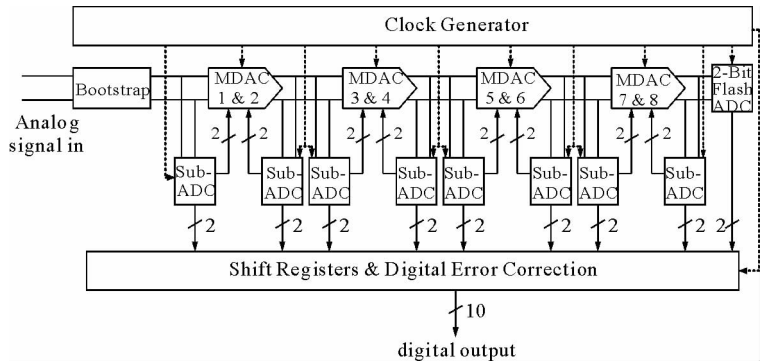 Clock Generator
Bootstrap
MDAC
1 & 2
MDAC
3 & 4
MDAC
5 & 6
MDAC
7 & 8
2-Bit
Flash
ADC
Analog
signal in
2
2
2
2
2
2
2
2
Sub-
ADC
Sub-
ADC
Sub-
ADC
Sub-
ADC
Sub-
ADC
Sub-
ADC
Sub-
ADC
Sub-
ADC
2
2
2
2
2
2
2
2
2
Shift Registers & Digital Error Correction
10
digital output